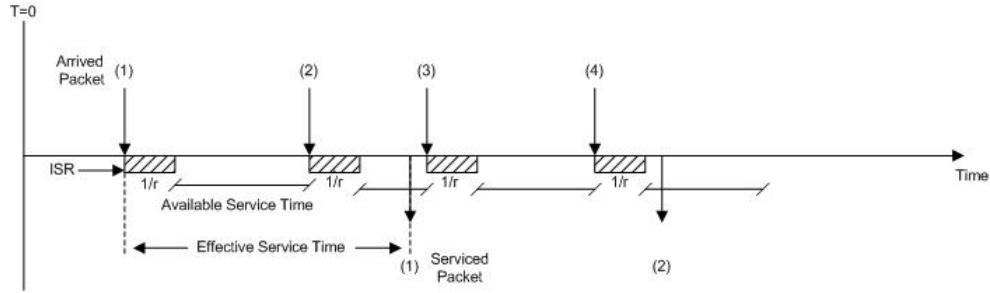 T=0
Arrived
Packet
(1)
(2)
(3)
(4)
ISR
1/r
1/r
1/r
1/r
Time
Available Service Time
Effective Service Time
(1)
Serviced
Packet
(2)